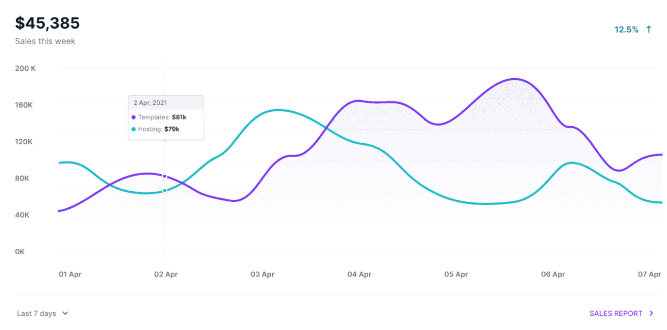 $45,385
12.5% ↑
Sales this week
200 K
160K
120K
80K
40K
0K
2 Apr, 2021
Templates: $81k
Hosting: $79k
01 Apr
02 Apr
03 Apr
04 Apr
05 Apr
06 Apr
07 Apr
Last 7 days
SALES REPORT